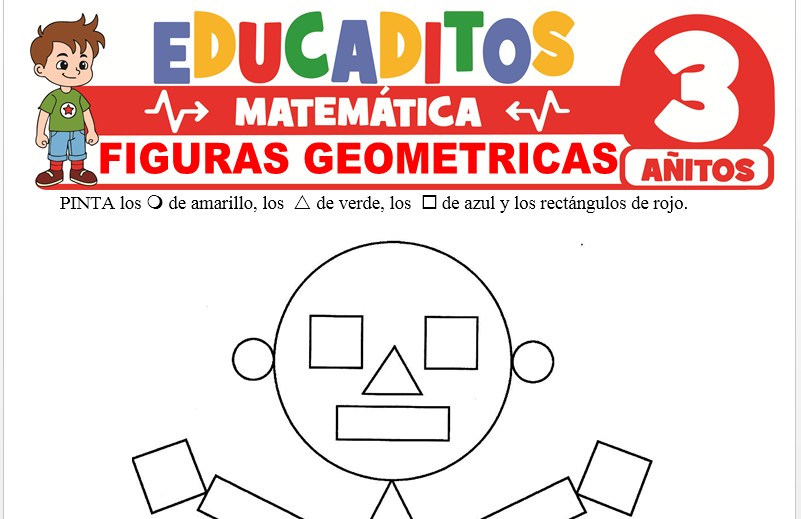 EDUCADITOS
MATEMÁTICA
3
FIGURAS GEOMETRICAS
AÑITOS
PINTA los ❍ de amarillo, los △ de verde, los □ de azul y los rectángulos de rojo.